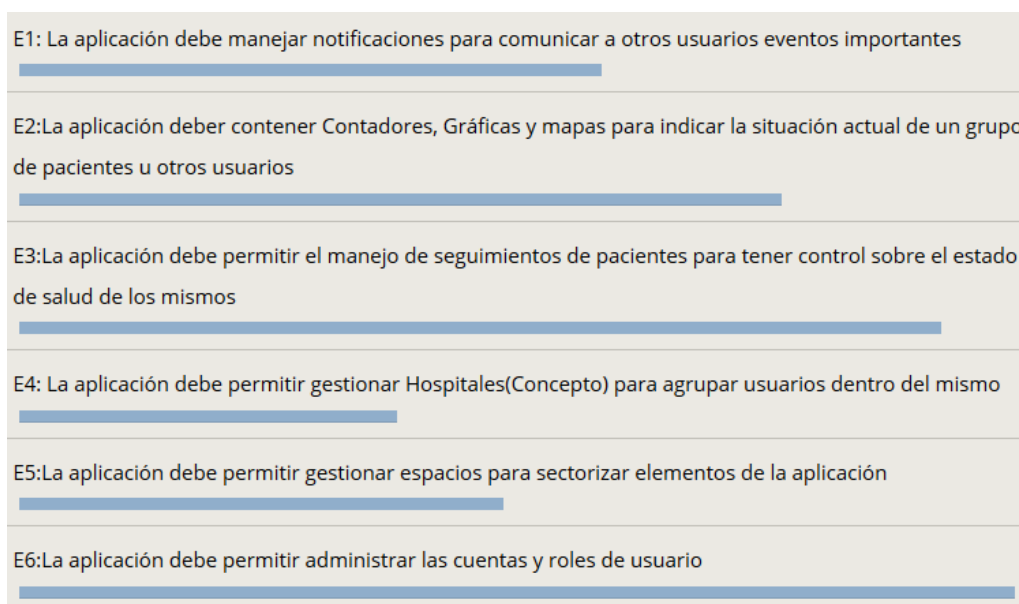 E1: La aplicación debe manejar notificaciones para comunicar a otros usuarios eventos importantes
E2:La aplicación deber contener Contadores, Gráficas y mapas para indicar la situación actual de un grupo
de pacientes u otros usuarios
E3:La aplicación debe permitir el manejo de seguimientos de pacientes para tener control sobre el estado
de salud de los mismos
E4: La aplicación debe permitir gestionar Hospitales(Concepto) para agrupar usuarios dentro del mismo
E5:La aplicación debe permitir gestionar espacios para sectorizar elementos de la aplicación
E6:La aplicación debe permitir administrar las cuentas y roles de usuario